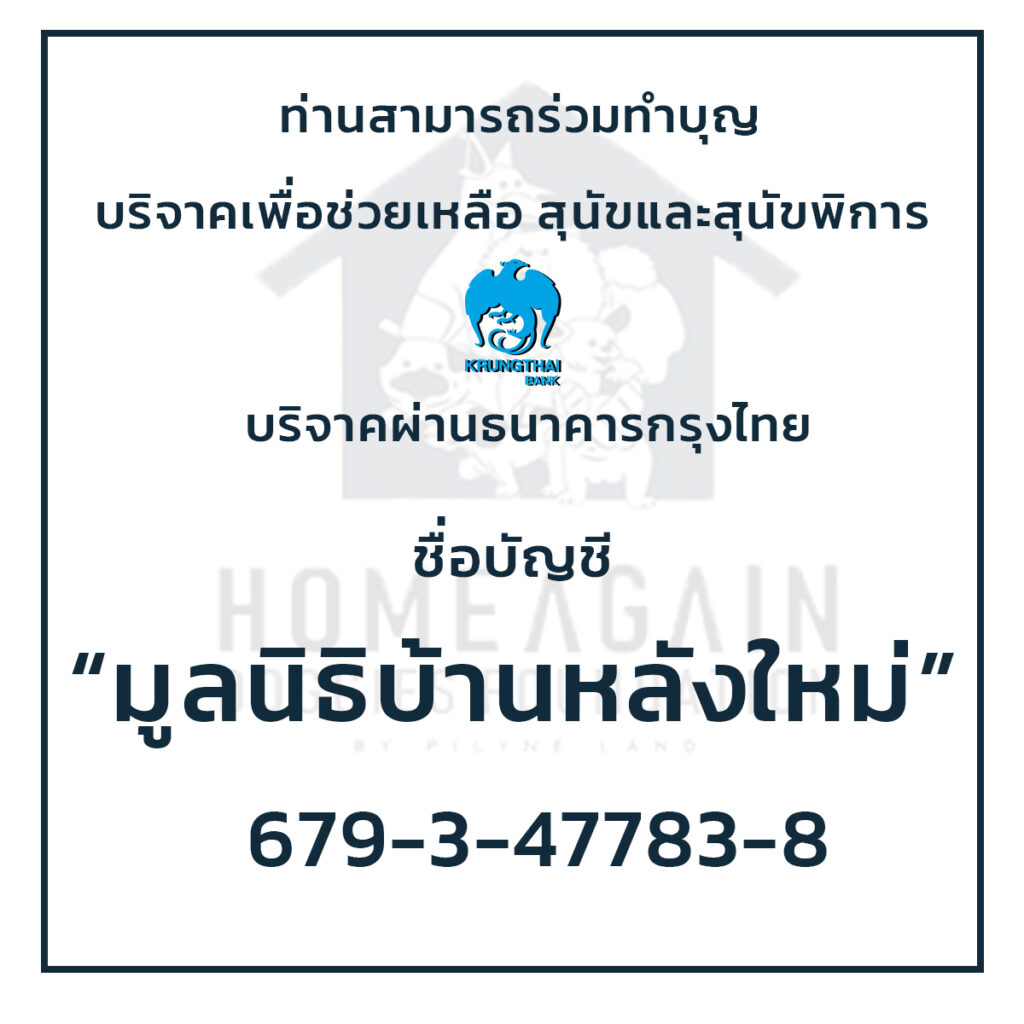 ท่านสามารถร่วมทำบุญ
บริจาคเพื่อช่วยเหลือ สุนัขและสุนัขพิการ
KRUNGTHAI
BANK
บริจาคผ่านธนาคารกรุงไทย
ชื่อบัญชี
HOMEAGAIN
“มูลนิธิบ้านหลังใหม่”
BY PILYNE LAND
679-3-47783-8